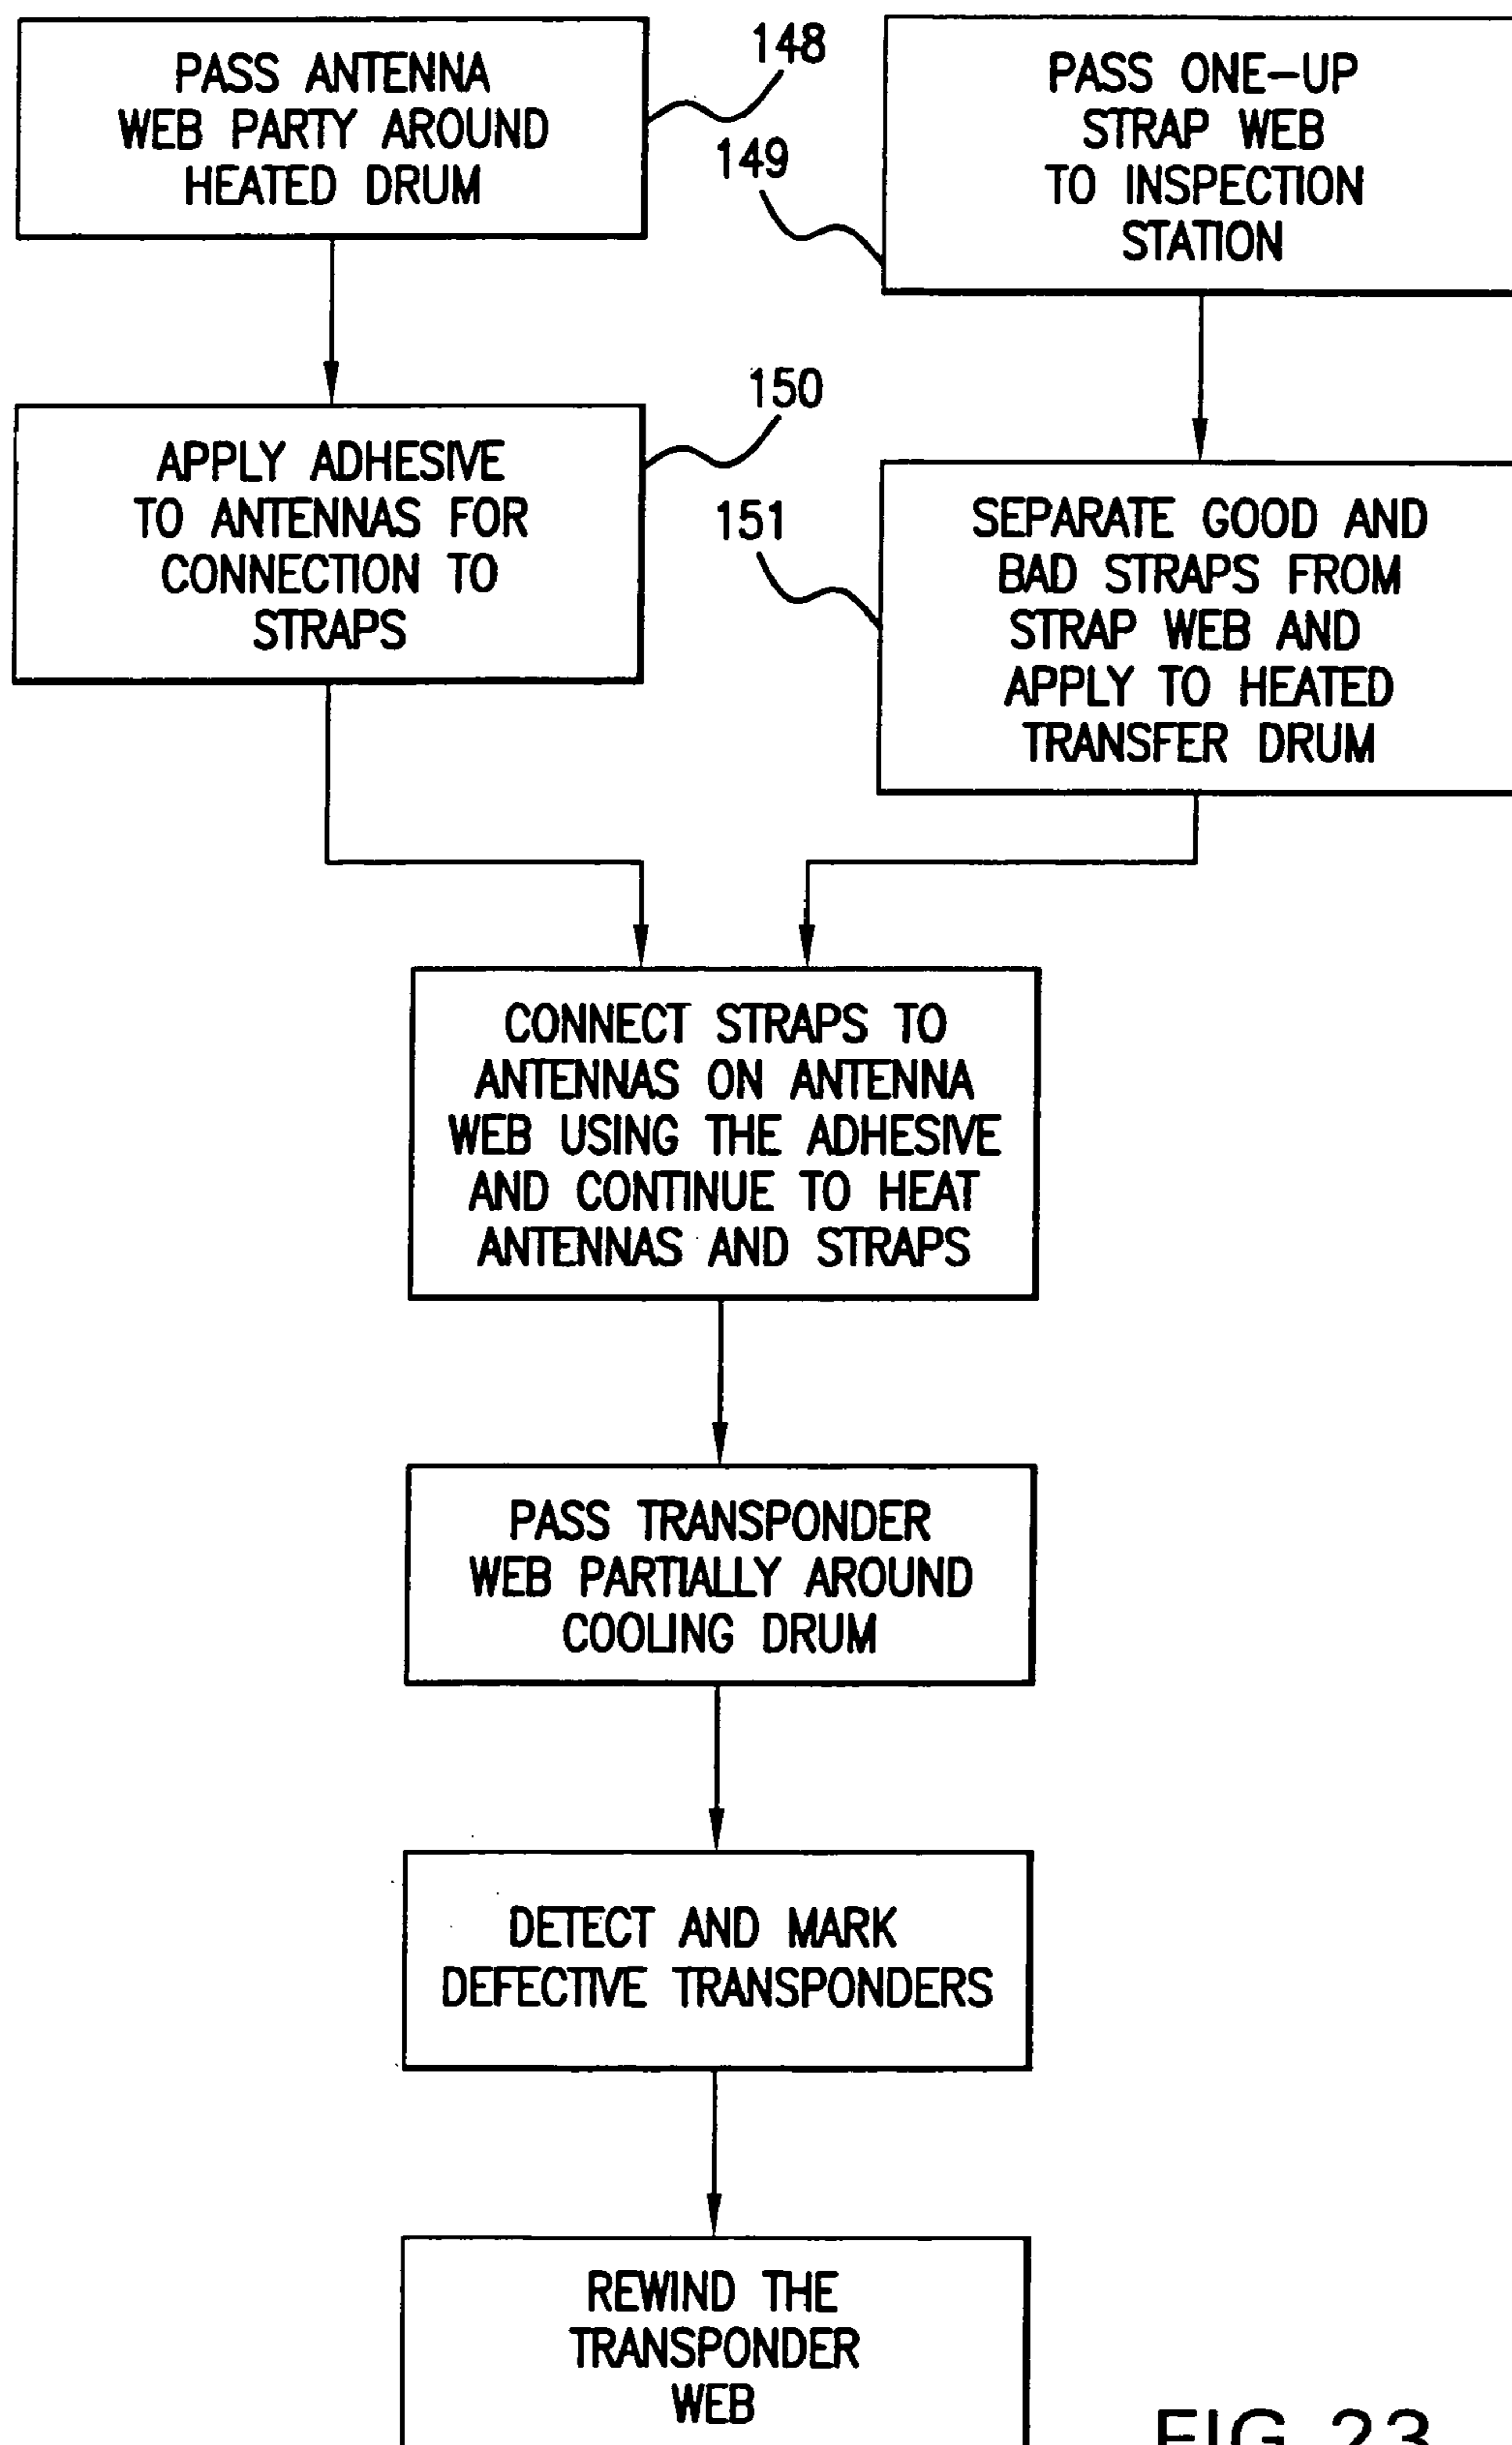 PASS ANTENNA
WEB PARTY AROUND
HEATED DRUM
148
PASS ONE-UP
STRAP WEB
TO INSPECTION
STATION
149
APPLY ADHESIVE
TO ANTENNAS FOR
CONNECTION TO
STRAPS
150
SEPARATE GOOD AND
BAD STRAPS FROM
STRAP WEB AND
APPLY TO HEATED
TRANSFER DRUM
151
CONNECT STRAPS TO
ANTENNAS ON ANTENNA
WEB USING THE ADHESIVE
AND CONTINUE TO HEAT
ANTENNAS AND STRAPS
PASS TRANSPONDER
WEB PARTIALLY AROUND
COOLING DRUM
DETECT AND MARK
DEFECTIVE TRANSPONDERS
REWIND THE
TRANSPONDER
WEB
FIG 23